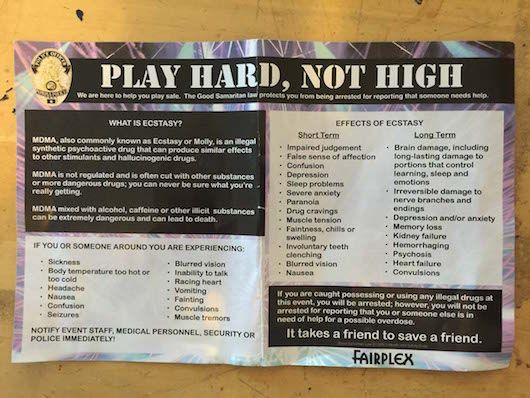 PLAY HARD, NOT HIGH
We are here to help you play safe. The Good Samaritan law protects you from being arrested for reporting that someone needs help.
WHAT IS ECSTASY?
MDMA, also commonly known as Ecstasy or Molly, is an illegal
synthetic psychoactive drug that can produce similar effects
to other stimulants and hallucinogenic drugs.
MDMA is not regulated and is often cut with other substances
or more dangerous drugs; you can never be sure what you're
really getting.
MDMA mixed with alcohol, caffeine or other illicit substances
can be extremely dangerous and can lead to death.
IF YOU OR SOMEONE AROUND YOU ARE EXPERIENCING:
• Sickness
• Body temperature too hot or
too cold
• Headache
• Nausea
• Confusion
• Seizures
• Blurred vision
• Inability to talk
• Racing heart
• Vomiting
• Fainting
• Convulsions
• Muscle tremors
NOTIFY EVENT STAFF, MEDICAL PERSONNEL, SECURITY OR
POLICE IMMEDIATELY!
EFFECTS OF ECSTASY
Short Term
• Impaired judgement
• False sense of affection
• Confusion
• Depression
• Sleep problems
• Severe anxiety
• Paranoia
• Drug cravings
• Muscle tension
• Faintness, chills or
swelling
• Involuntary teeth
clenching
• Blurred vision
• Nausea
Long Term
• Brain damage, including
long-lasting damage to
portions that control
learning, sleep and
emotions
• Irreversible damage to
nerve branches and
endings
• Depression and/or anxiety
• Memory loss
• Kidney failure
• Hemorrhaging
• Psychosis
• Heart failure
• Convulsions
If you are caught possessing or using any illegal drugs at
this event, you will be arrested; however, you will not be
arrested for reporting that you or someone else is in
need of help for a possible overdose.
It takes a friend to save a friend.
FAIRPLEX